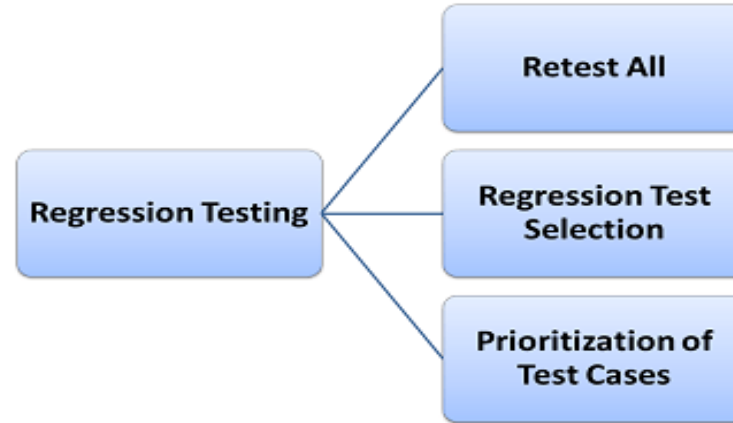 Retest All
Regression Testing
Regression Test
Selection
Prioritization of
Test Cases